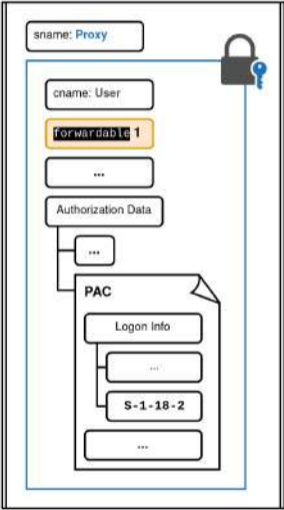 sname: Proxy
cname: User
forwardable 1
...
Authorization Data
...
PAC
Logon Info
...
S-1-18-2
...